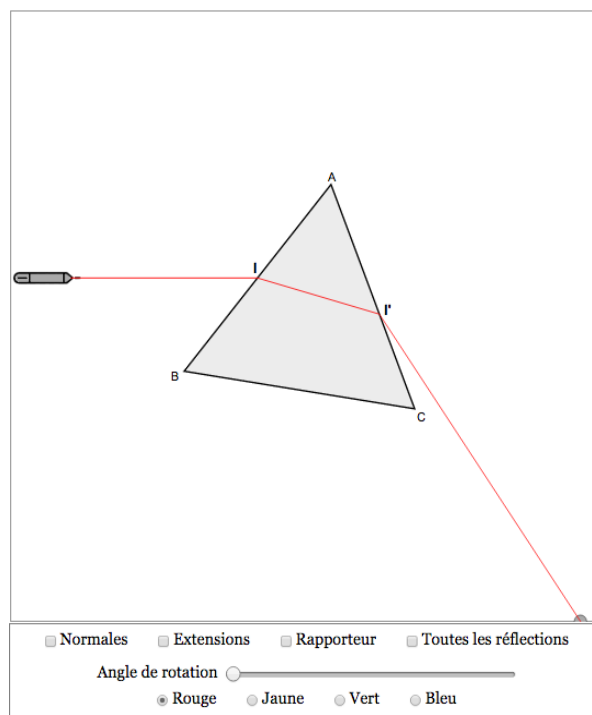 A
I
I'
B
C
Normales Extensions Rapporteur Toutes les réflections
Angle de rotation
Rouge Jaune Vert Bleu